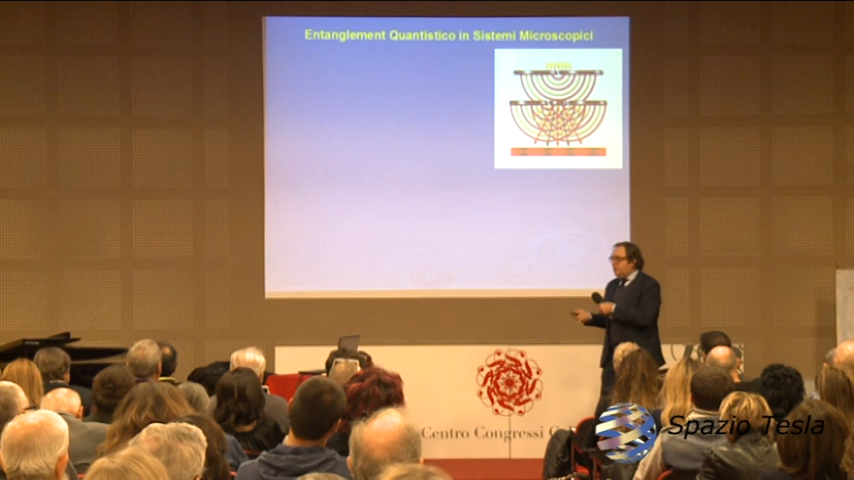 Entanglement Quantistico in Sistemi Microscopici
Centro Congressi
Spazio Tesla